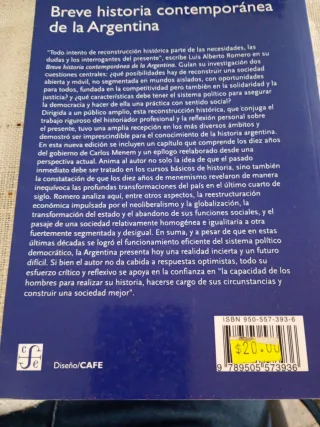 Breve historia contemporánea
de la Argentina
"Todo intento de reconstrucción histórica parte de las necesidades, las
dudas y los interrogantes del presente", escribe Luis Alberto Romero en su
Breve historia contemporánea de la Argentina. Guían su investigación dos
cuestiones centrales: ¿qué posibilidades hay de reconstruir una sociedad
abierta y móvil, no segmentada en mundos aislados, con oportunidades
para todos, fundada en la competitividad pero también en la solidaridad y la
justicia? y ¿qué características debe tener el sistema político para asegurar
la democracia y hacer de ella una práctica con sentido social?
Dirigida a un público amplio, esta reconstrucción histórica, que conjuga el
trabajo riguroso del historiador profesional y la reflexión personal sobre
el presente, tuvo una amplia recepción en los más diversos ámbitos y
demostró ser imprescindible para el conocimiento de la historia argentina.
En esta nueva edición se incluyen un capítulo que comprende los diez años
del gobierno de Carlos Menem y un epílogo reelaborado desde una
perspectiva actual. Anima al autor no solo la idea de que el pasado
inmediato debe ser tratado en los cursos básicos de historia, sino también
la constatación de que los diez años de menemismo revelaron de manera
inequívoca las profundas transformaciones del país en el último cuarto de
siglo. Romero analiza aquí, entre otros aspectos, la reestructuración
económica impulsada por el neoliberalismo y la globalización, la
transformación del estado y el abandono de sus funciones sociales, y el
pasaje de una sociedad relativamente homogénea e igualitaria a otra
fuertemente segmentada y desigual. En suma, y a pesar de que en estas
últimas décadas se logró el funcionamiento eficiente del sistema político
democrático, la Argentina presenta hoy una realidad incierta y un futuro
difícil. Si bien el autor no da cabida a respuestas optimistas, todo su
esfuerzo crítico y reflexivo se apoya en la confianza en "la capacidad de los
hombres para realizar su historia, hacerse cargo de sus circunstancias y
construir una sociedad mejor".
ISBN 950-557-393-6
$20.00
9 789505 573936
cfe
Diseño/CAFE